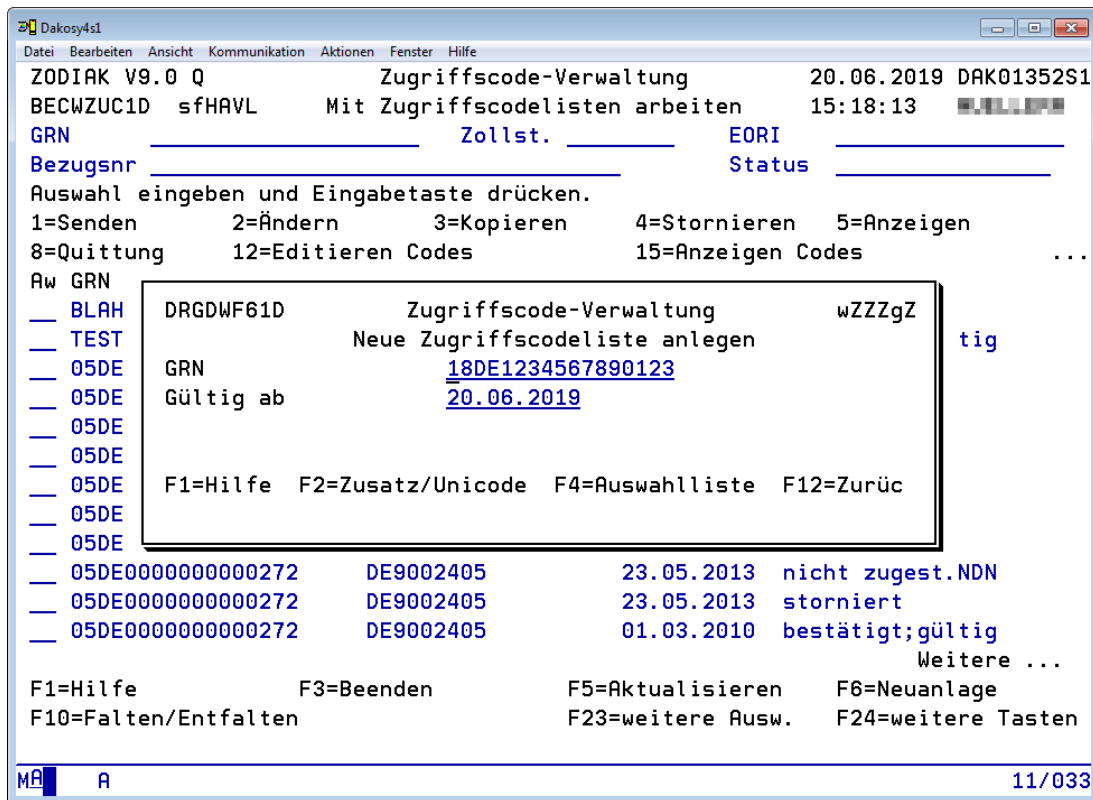 Dakosy4s1
Datei Bearbeiten Ansicht Kommunikation Aktionen Fenster Hilfe
ZODIAK V9.0 Q Zugriffscode-Verwaltung 20.06.2019 DAK01352S1
BECWZUC1D sfHAVL Mit Zugriffscodelisten arbeiten 15:18:13
GRN Zollst. EORI
Bezugsnr Status
Auswahl eingeben und Eingabetaste drücken.
1=Senden 2=Ändern 3=Kopieren 4=Stornieren 5=Anzeigen
8=Quittung 12=Editieren Codes 15=Anzeigen Codes ...
Aw GRN
BLAH DRGDWF61D Zugriffscode-Verwaltung wZZZgZ
TEST Neue Zugriffscodeliste anlegen tig
05DE GRN 18DE1234567890123
05DE Gültig ab 20.06.2019
05DE
05DE
05DE F1=Hilfe F2=Zusatz/Unicode F4=Auswahlliste F12=Zurüc
05DE
05DE
05DE0000000000272 DE9002405 23.05.2013 nicht zugest.NDN
05DE0000000000272 DE9002405 23.05.2013 storniert
05DE0000000000272 DE9002405 01.03.2010 bestätigt;gültig
Weitere ...
F1=Hilfe F3=Beenden F5=Aktualisieren F6=Neuanlage
F10=Falten/Entfalten F23=weitere Ausw. F24=weitere Tasten
MA A 11/033